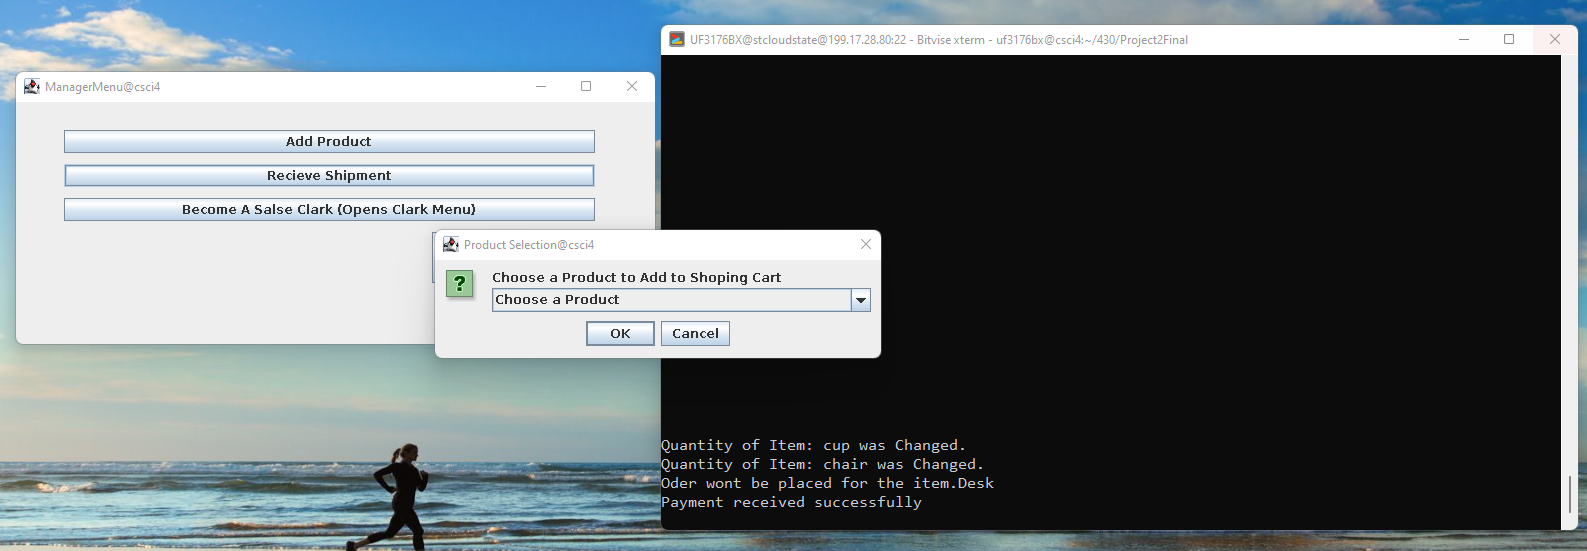 UF3176BX@stcloudstate@199.17.28.80:22 - Bitvise xterm - uf3176bx@csci4:~/430/Project2Final
ManagerMenu@csci4
Add Product
Recieve Shipment
Become A Salse Clark {Opens Clark Menu}
Product Selection@csci4
?
Choose a Product to Add to Shoping Cart
Choose a Product
OK Cancel
Quantity of Item: cup was Changed.
Quantity of Item: chair was Changed.
Oder wont be placed for the item.Desk
Payment received successfully